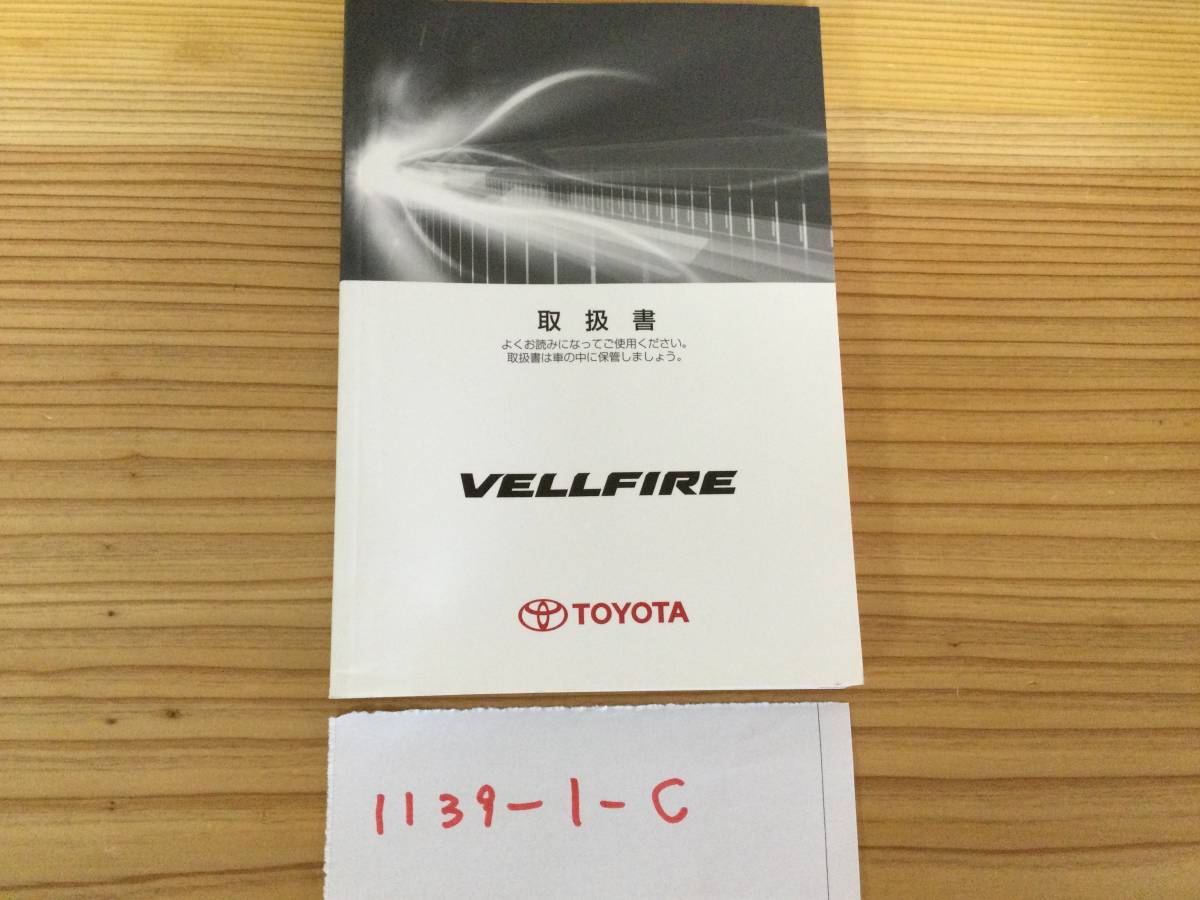 取扱書
よくお読みになってご使用ください。
取扱書は車の中に保管しましょう。
VELLFIRE
TOYOTA
1139-1-C